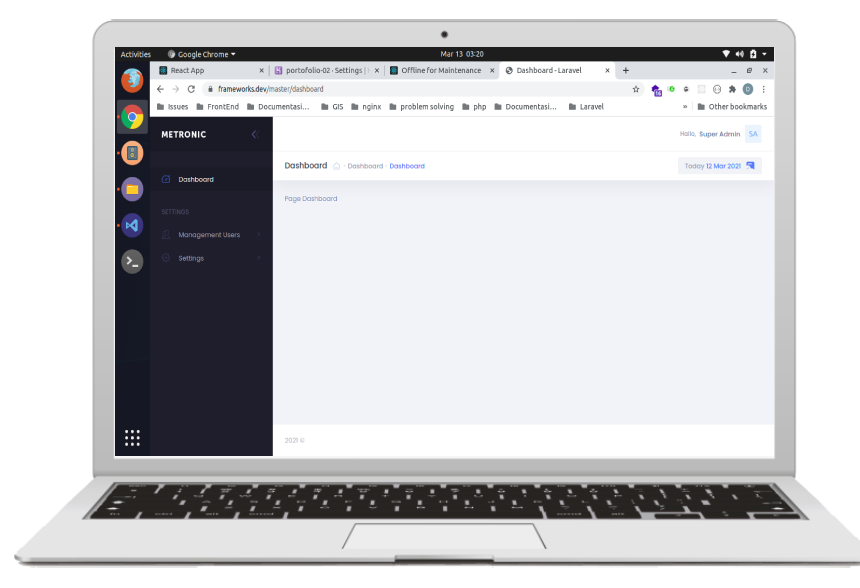 Activities Google Chrome Mar 13 03:20
React App portofolio-02 · Settings | Offline for Maintenance Dashboard - Laravel
frameworks.dev/master/dashboard
Issues FrontEnd Documentasi... GIS nginx problem solving php Documentasi... Laravel » Other bookmarks
METRONIC
Hallo, Super Admin SA
Dashboard Dashboard Dashboard
Today 12 Mar 2021
Dashboard
Page Dashboard
SETTINGS
Management Users
Settings
2021 ©